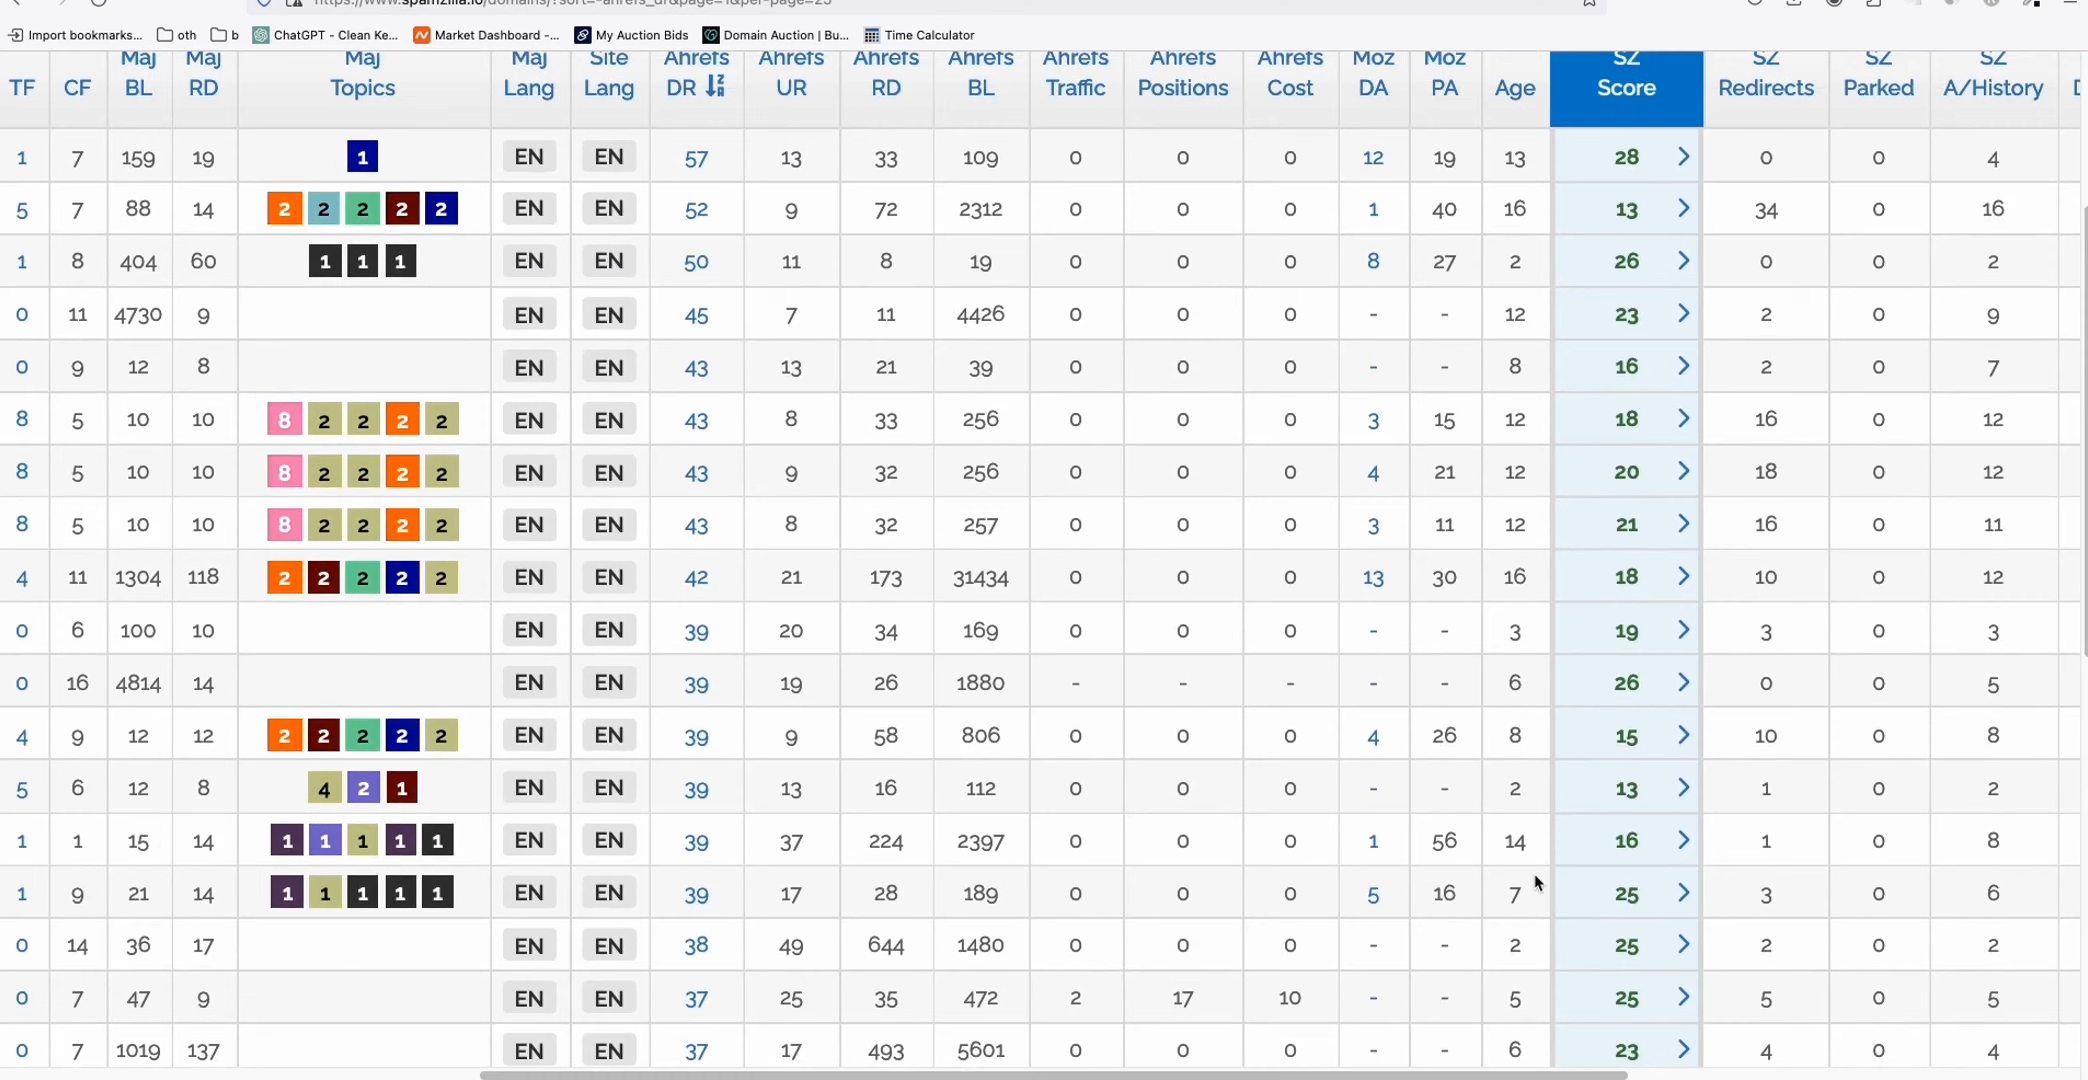 https://www.spamzilla.io/domains/?sort=-ahrefs_dr&page=1&per-page=25
Import bookmarks... oth b ChatGPT - Clean Ke... Market Dashboard -... My Auction Bids Domain Auction | Bu... Time Calculator
TF CF Maj BL Maj RD Maj Topics Maj Lang Site Lang Ahrefs DR Ahrefs UR Ahrefs RD Ahrefs BL Ahrefs Traffic Ahrefs Positions Ahrefs Cost Moz DA Moz PA Age SZ Score SZ Redirects SZ Parked SZ A/History
1 7 159 19 1 EN EN 57 13 33 109 0 0 0 12 19 13 28 0 0 4
5 7 88 14 2 2 2 2 2 EN EN 52 9 72 2312 0 0 0 1 40 16 13 34 0 16
1 8 404 60 1 1 1 EN EN 50 11 8 19 0 0 0 8 27 2 26 0 0 2
0 11 4730 9 EN EN 45 7 11 4426 0 0 0 - - 12 23 2 0 9
0 9 12 8 EN EN 43 13 21 39 0 0 0 - - 8 16 2 0 7
8 5 10 10 8 2 2 2 2 EN EN 43 8 33 256 0 0 0 3 15 12 18 16 0 12
8 5 10 10 8 2 2 2 2 EN EN 43 9 32 256 0 0 0 4 21 12 20 18 0 12
8 5 10 10 8 2 2 2 2 EN EN 43 8 32 257 0 0 0 3 11 12 21 16 0 11
4 11 1304 118 2 2 2 2 2 EN EN 42 21 173 31434 0 0 0 13 30 16 18 10 0 12
0 6 100 10 EN EN 39 20 34 169 0 0 0 - - 3 19 3 0 3
0 16 4814 14 EN EN 39 19 26 1880 - - - - - 6 26 0 0 5
4 9 12 12 2 2 2 2 2 EN EN 39 9 58 806 0 0 0 4 26 8 15 10 0 8
5 6 12 8 4 2 1 EN EN 39 13 16 112 0 0 0 - - 2 13 1 0 2
1 1 15 14 1 1 1 1 1 EN EN 39 37 224 2397 0 0 0 1 56 14 16 1 0 8
1 9 21 14 1 1 1 1 1 EN EN 39 17 28 189 0 0 0 5 16 7 25 3 0 6
0 14 36 17 EN EN 38 49 644 1480 0 0 0 - - 2 25 2 0 2
0 7 47 9 EN EN 37 25 35 472 2 17 10 - - 5 25 5 0 5
0 7 1019 137 EN EN 37 17 493 5601 0 0 0 - - 6 23 4 0 4